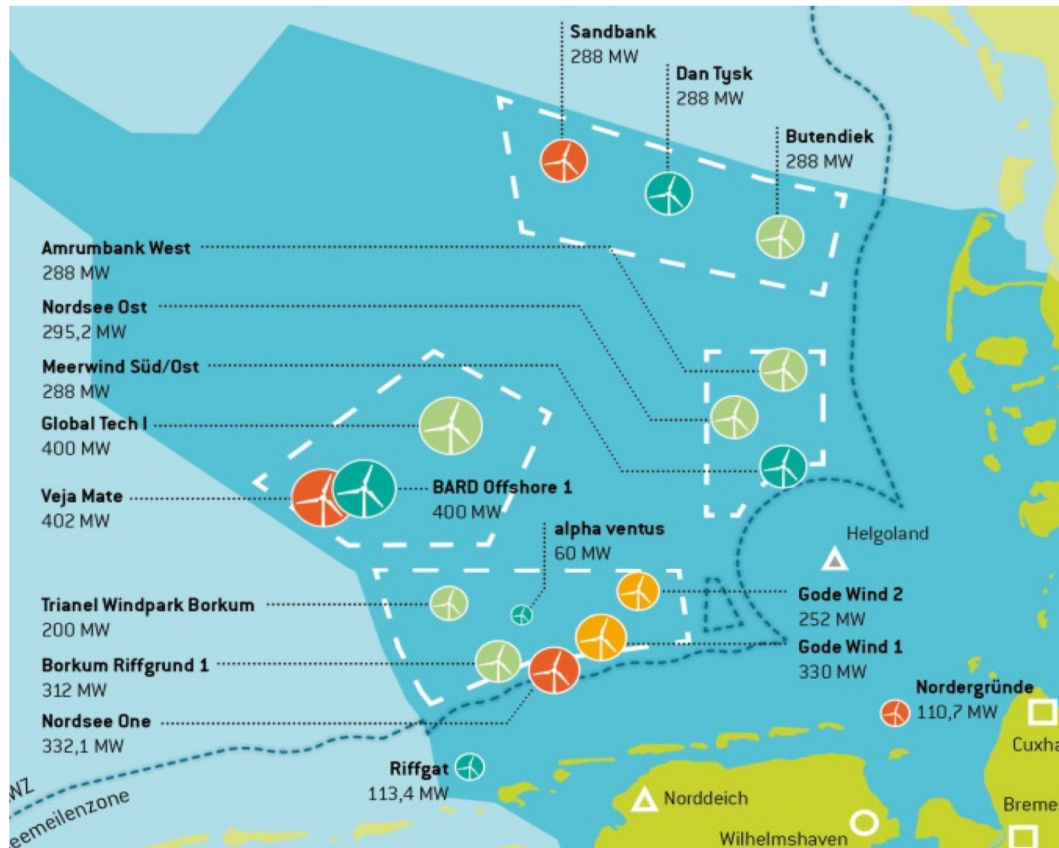 Sandbank
288 MW
Dan Tysk
288 MW
Butendiek
288 MW
Amrumbank West
288 MW
Nordsee Ost
295,2 MW
Meerwind Süd/Ost
288 MW
Global Tech I
400 MW
Veja Mate
402 MW
BARD Offshore 1
400 MW
alpha ventus
60 MW
Helgoland
Trianel Windpark Borkum
200 MW
Gode Wind 2
252 MW
Borkum Riffgrund 1
312 MW
Gode Wind 1
330 MW
Nordsee One
332,1 MW
Nordergründe
110,7 MW
Riffgat
113,4 MW
Cuxha
WZ
eemeilenzone
Norddeich
Wilhelmshaven
Breme